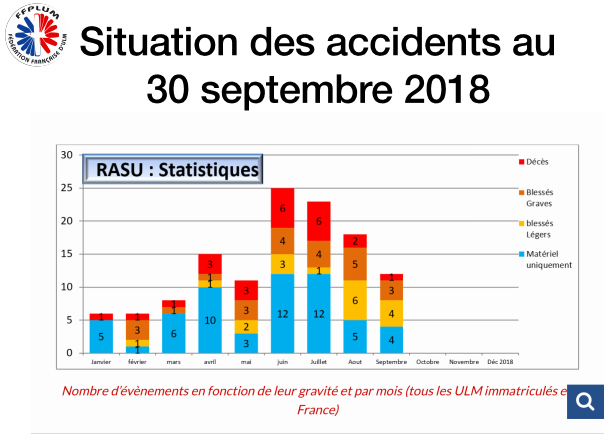 FFPLUM
FÉDÉRATION FRANÇAISE D'ULM
Situation des accidents au
30 septembre 2018
RASU : Statistiques
30
25
20
15
10
5
0
1
5
1
3
1
1
1
1
6
3
1
1
10
3
3
2
3
6
4
3
12
6
4
1
12
2
5
6
5
1
3
4
4
Janvier février mars avril mai juin Juillet Aout Septembre Octobre Novembre Déc 2018
Décès
Blessés
Graves
blessés
Légers
Matériel
uniquement
Nombre d'évènements en fonction de leur gravité et par mois (tous les ULM immatriculés e
France)